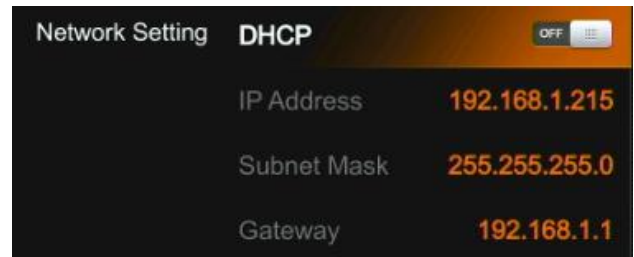 Network Setting DHCP OFF
IP Address 192.168.1.215
Subnet Mask 255.255.255.0
Gateway 192.168.1.1